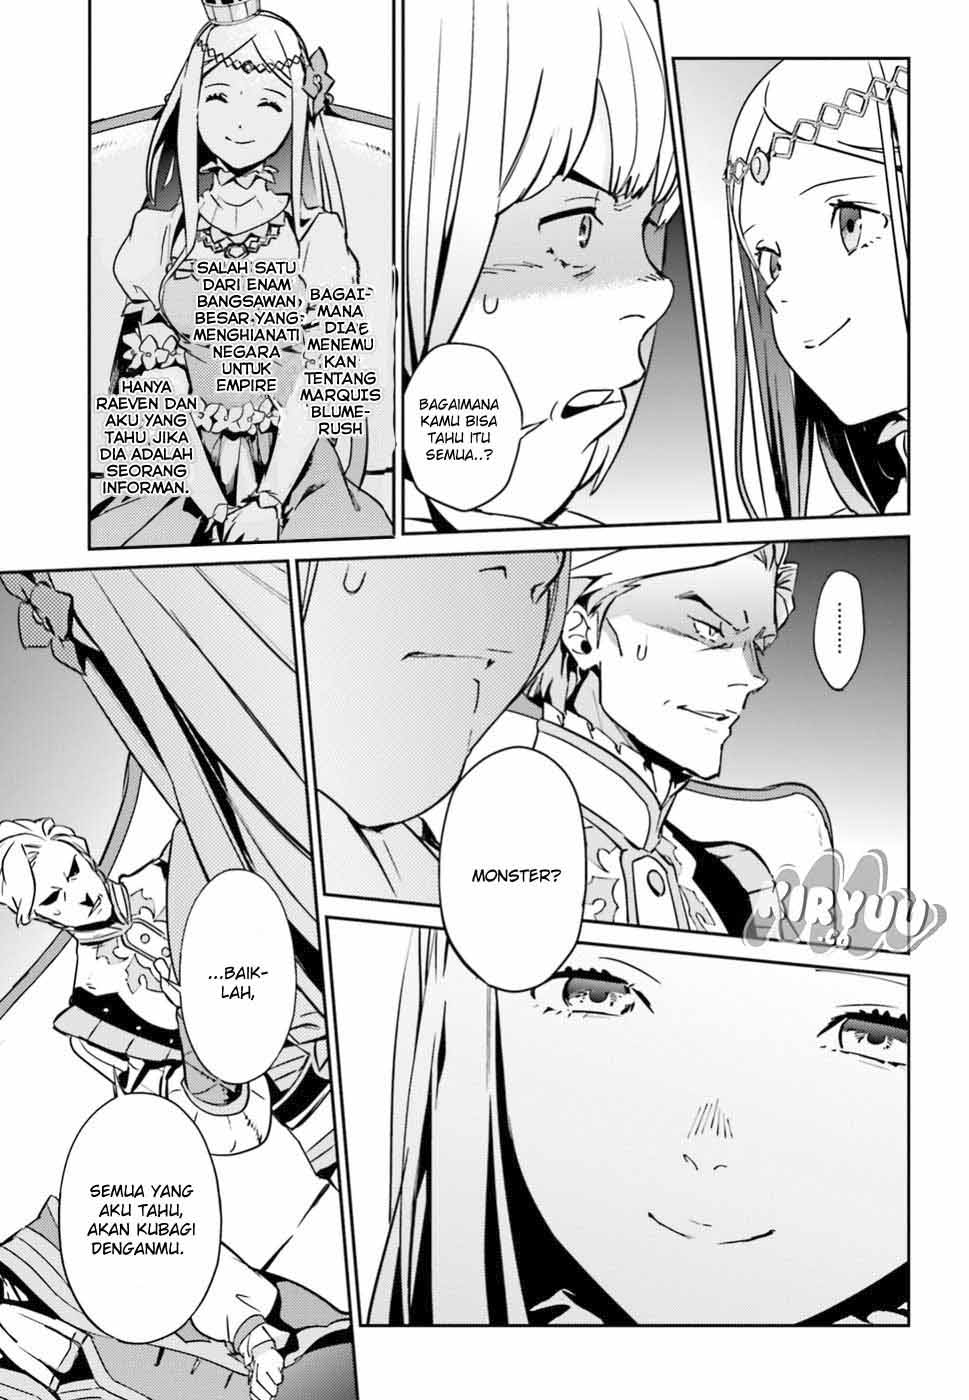 BAGAIMANA
KAMU BISA
TAHU ITU
SEMUA..?
BAGAI-
MANA
DIAE
MENEMU
KAN
TENTANG
MARQUIS
BLUME-
RUSH
SALAH SATU
DARI ENAM
BANGSAWAN
BESAR YANG
MENGHIANATI
NEGARA
UNTUK
EMPIRE
HANYA
RAEVEN DAN
AKU YANG
TAHU JIKA
DIA ADALAH
SEORANG
INFORMAN.
.........
MONSTER?
KIRYUU
.CO
...BAIK-
LAH,
SEMUA YANG
AKU TAHU,
AKAN KUBAGI
DENGANMU.